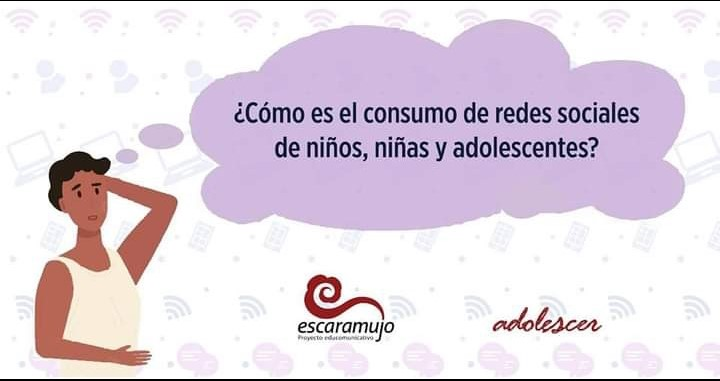 ¿Cómo es el consumo de redes sociales
de niños, niñas y adolescentes?
escaramujo
Proyecto educomunicativo
adolescer